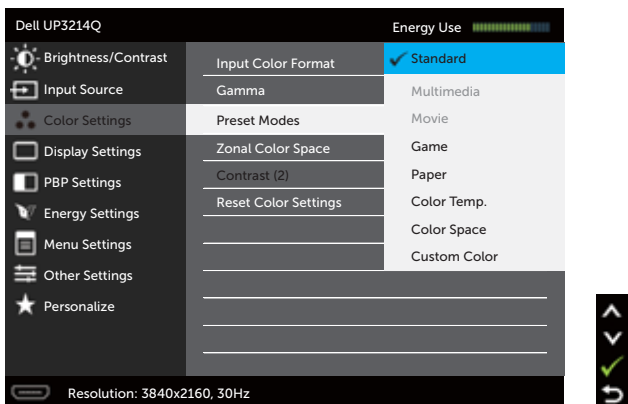 Dell UP3214Q
Energy Use
Brightness/Contrast
Input Source
Color Settings
Display Settings
PBP Settings
Energy Settings
Menu Settings
Other Settings
Personalize
Input Color Format
Gamma
Preset Modes
Zonal Color Space
Contrast (2)
Reset Color Settings
Standard
Multimedia
Movie
Game
Paper
Color Temp.
Color Space
Custom Color
Resolution: 3840x2160, 30Hz